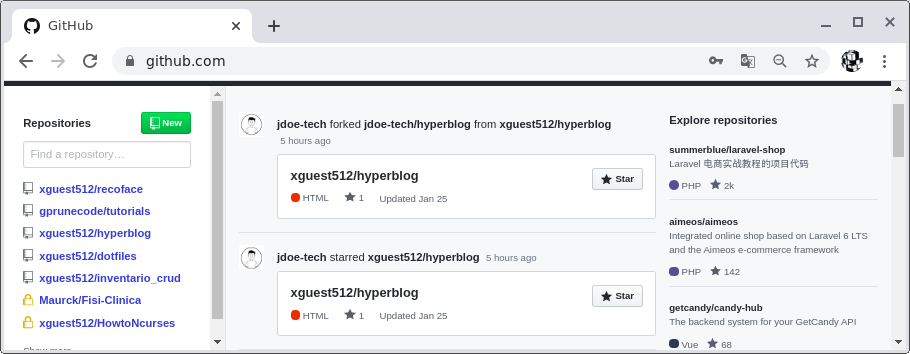 GitHub
github.com
Repositories
New
Find a repository…
xguest512/recoface
gprunecode/tutorials
xguest512/hyperblog
xguest512/dotfiles
xguest512/inventario_crud
Maurck/Fisi-Clinica
xguest512/HowtoNcurses
Show more
jdoe-tech forked jdoe-tech/hyperblog from xguest512/hyperblog
5 hours ago
xguest512/hyperblog
Star
HTML 1 Updated Jan 25
jdoe-tech starred xguest512/hyperblog 5 hours ago
xguest512/hyperblog
Star
HTML 1 Updated Jan 25
Explore repositories
summerblue/laravel-shop
Laravel 电商实战教程的项目代码
PHP 2k
aimeos/aimeos
Integrated online shop based on Laravel 6 LTS
and the Aimeos e-commerce framework
PHP 142
getcandy/candy-hub
The backend system for your GetCandy API
Vue 68